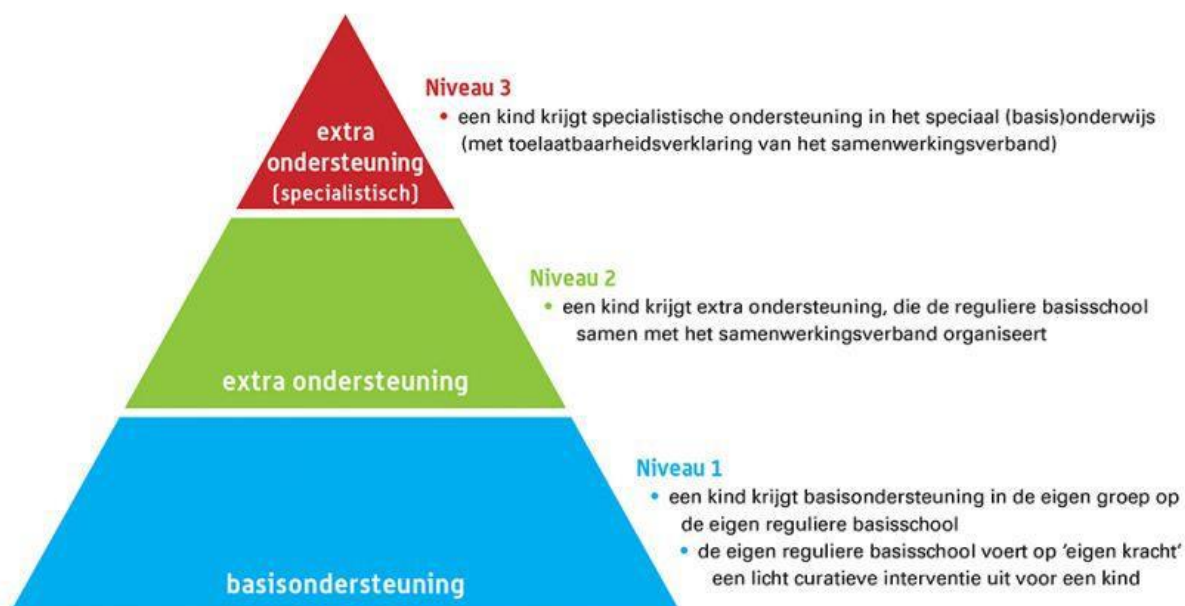 Niveau 3
• een kind krijgt specialistische ondersteuning in het speciaal (basis)onderwijs
(met toelaatbaarheidsverklaring van het samenwerkingsverband)
extra
ondersteuning
(specialistisch)
Niveau 2
• een kind krijgt extra ondersteuning, die de reguliere basisschool
samen met het samenwerkingsverband organiseert
extra ondersteuning
Niveau 1
• een kind krijgt basisondersteuning in de eigen groep op
de eigen reguliere basisschool
• de eigen reguliere basisschool voert op ‘eigen kracht’
een licht curatieve interventie uit voor een kind
basisondersteuning